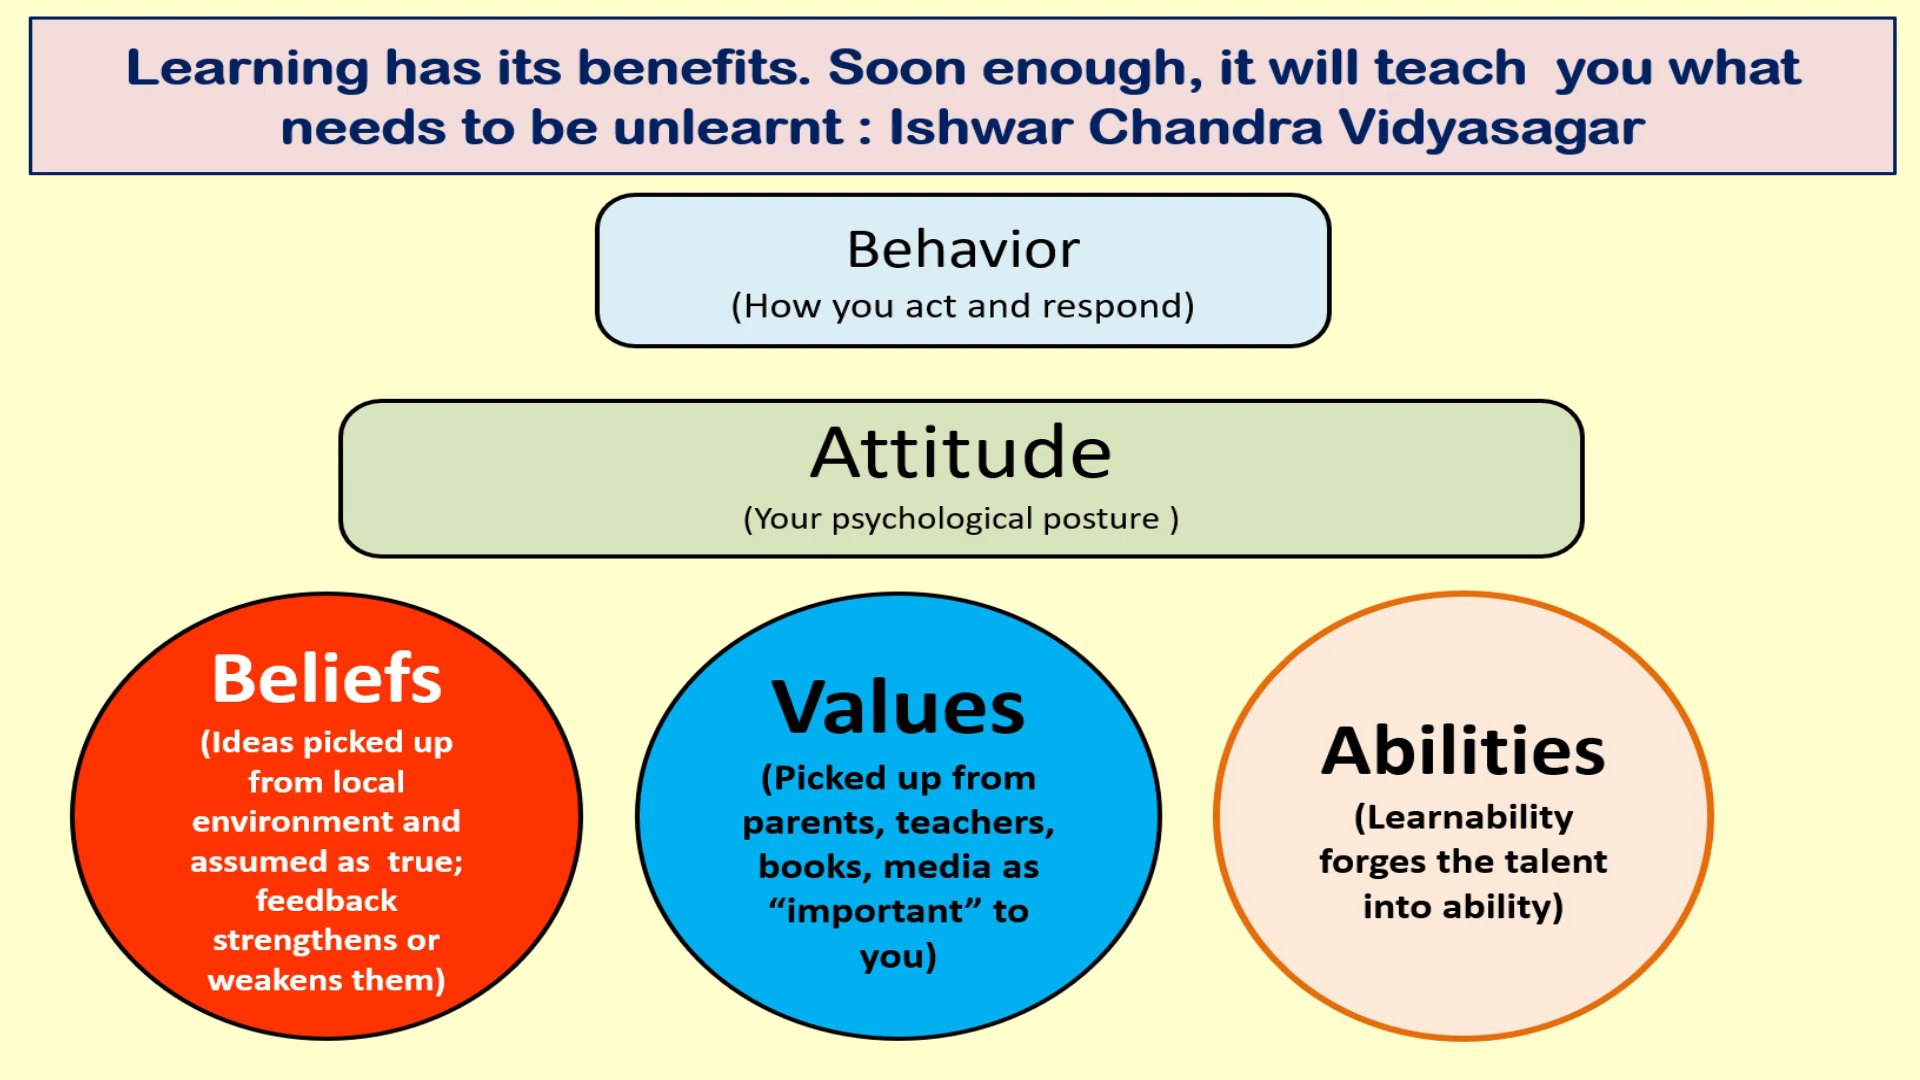 Learning has its benefits. Soon enough, it will teach  you what
needs to be unlearnt : Ishwar Chandra Vidyasagar
Behavior
(How you act and respond)
Attitude
(Your psychological posture )
Beliefs
(Ideas picked up
from local
environment and
assumed as  true;
feedback
strengthens or
weakens them)
Values
(Picked up from
parents, teachers,
books, media as
“important” to
you)
Abilities
(Learnability
forges the talent
into ability)